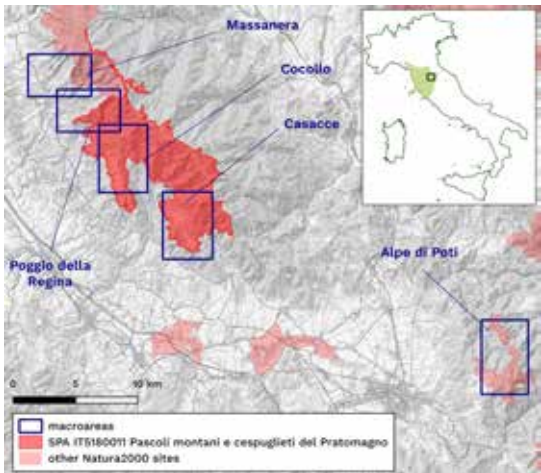 Massanera
Cocollo
Casacce
Poggio della
Regina
Alpe di Poti
0 5 10 km
macroareas
SPA IT5180011 Pascoli montani e cespuglieti del Pratomagno
other Natura2000 sites